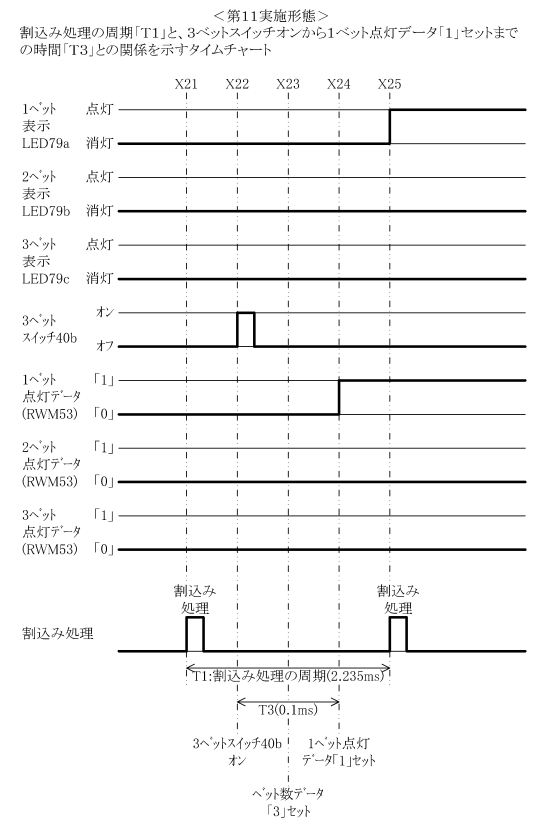 ＜第11実施形態＞
割込み処理の周期「T1」と、3ベットスイッチオンから1ベット点灯データ「1」セットまで
の時間「T3」との関係を示すタイムチャート
X21 X22 X23 X24 X25
1ベット 点灯
表示
LED79a 消灯
2ベット 点灯
表示
LED79b 消灯
3ベット 点灯
表示
LED79c 消灯
オン
3ベット
スイッチ40b
オフ
1ベット 「1」
点灯データ
(RWM53) 「0」
2ベット 「1」
点灯データ
(RWM53) 「0」
3ベット 「1」
点灯データ
(RWM53) 「0」
割込み 割込み
処理 処理
割込み処理
T1:割込み処理の周期(2.235ms)
T3(0.1ms)
3ベットスイッチ40b 1ベット点灯
オン データ「1」セット
ベット数データ
「3」セット